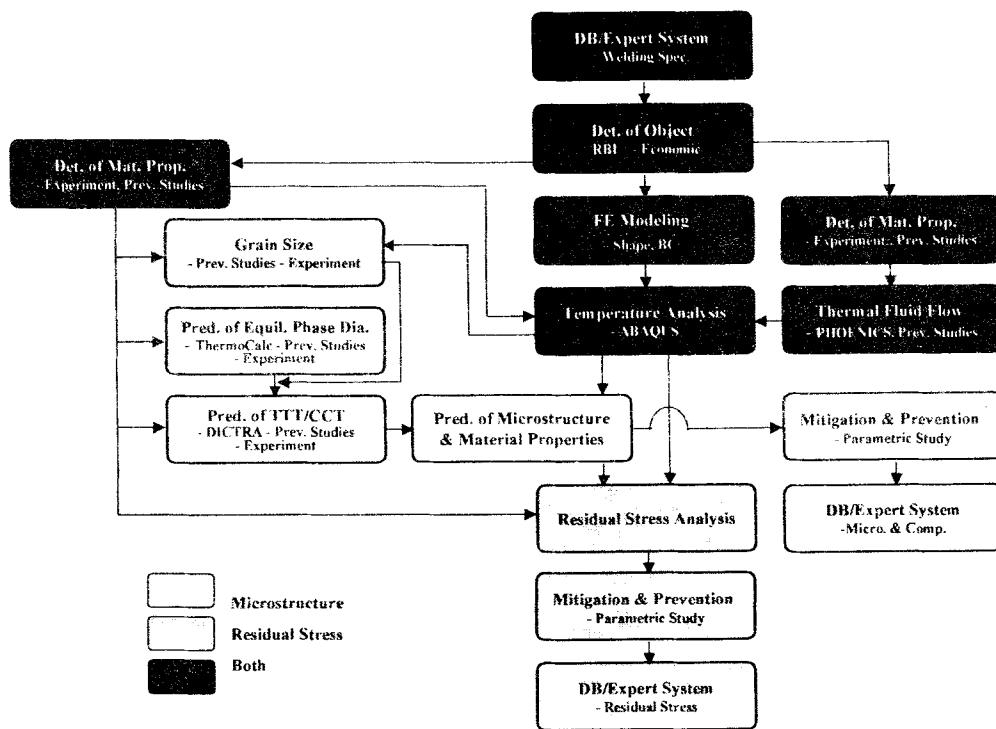 DB/Expert System
Welding Spec.
Det. of Object
RBI - Economic
Det. of Mat. Prop.
- Experiment, Prev. Studies
FE Modeling
- Shape, BC
Det. of Mat. Prop.
- Experiment, Prev. Studies
Grain Size
- Prev. Studies - Experiment
Temperature Analysis
- ABAQUS
Thermal Fluid Flow
- PHOENICS, Prev. Studies
Pred. of Equil. Phase Dia.
- ThermoCalc - Prev. Studies
- Experiment
Pred. of TTT/CCT
- DICTRA - Prev. Studies
- Experiment
Pred. of Microstructure
& Material Properties
Mitigation & Prevention
- Parametric Study
Residual Stress Analysis
DB/Expert System
-Micro. & Comp.
Mitigation & Prevention
- Parametric Study
DB/Expert System
- Residual Stress
Microstructure
Residual Stress
Both